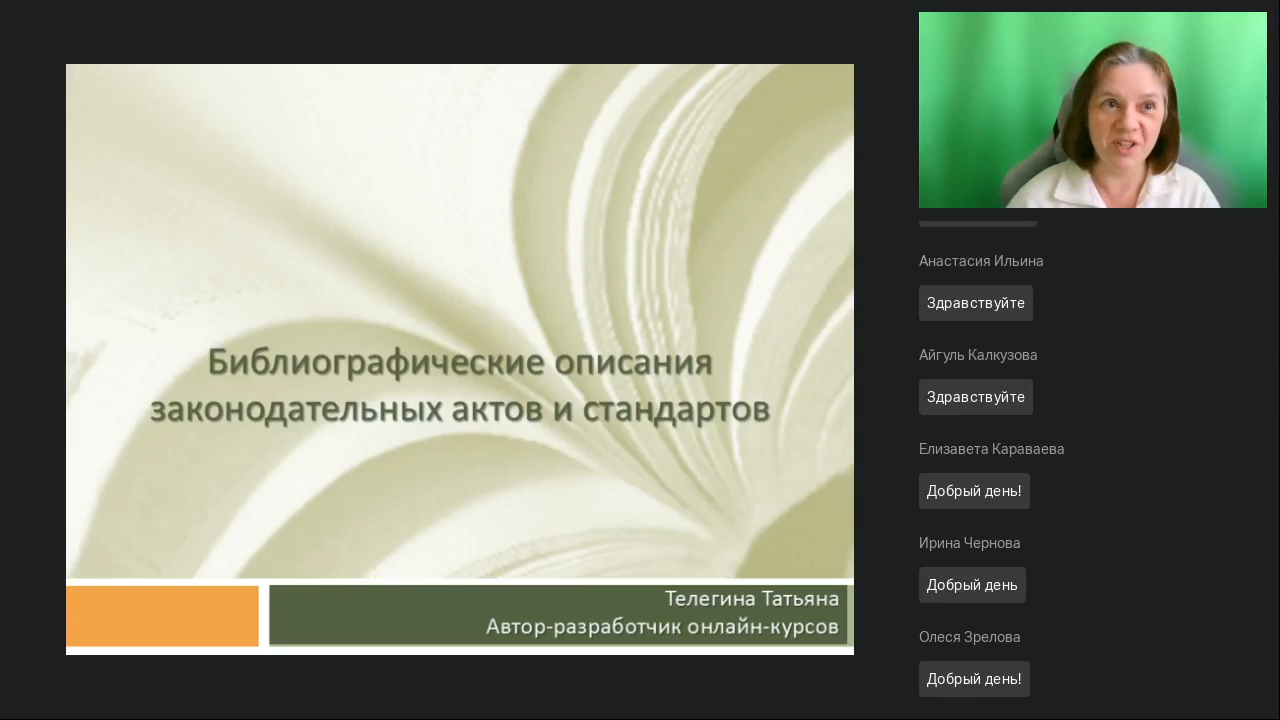 Библиографические описания
законодательных актов и стандартов
Телегина Татьяна
Автор-разработчик онлайн-курсов
Анастасия Ильина
Здравствуйте
Айгуль Калкузова
Здравствуйте
Елизавета Караваева
Добрый день!
Ирина Чернова
Добрый день
Олеся Зрелова
Добрый день!